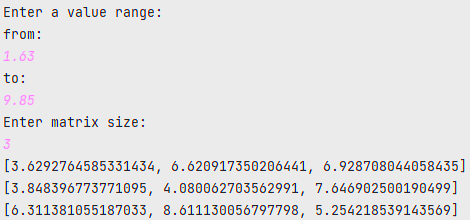 Enter a value range:
from:
1.63
to:
9.85
Enter matrix size:
3
[3.6292764585331434, 6.620917350206441, 6.928708044058435]
[3.848396773771095, 4.080062703562991, 7.646902500190499]
[6.311381055187033, 8.611130056797798, 5.254218539143569]